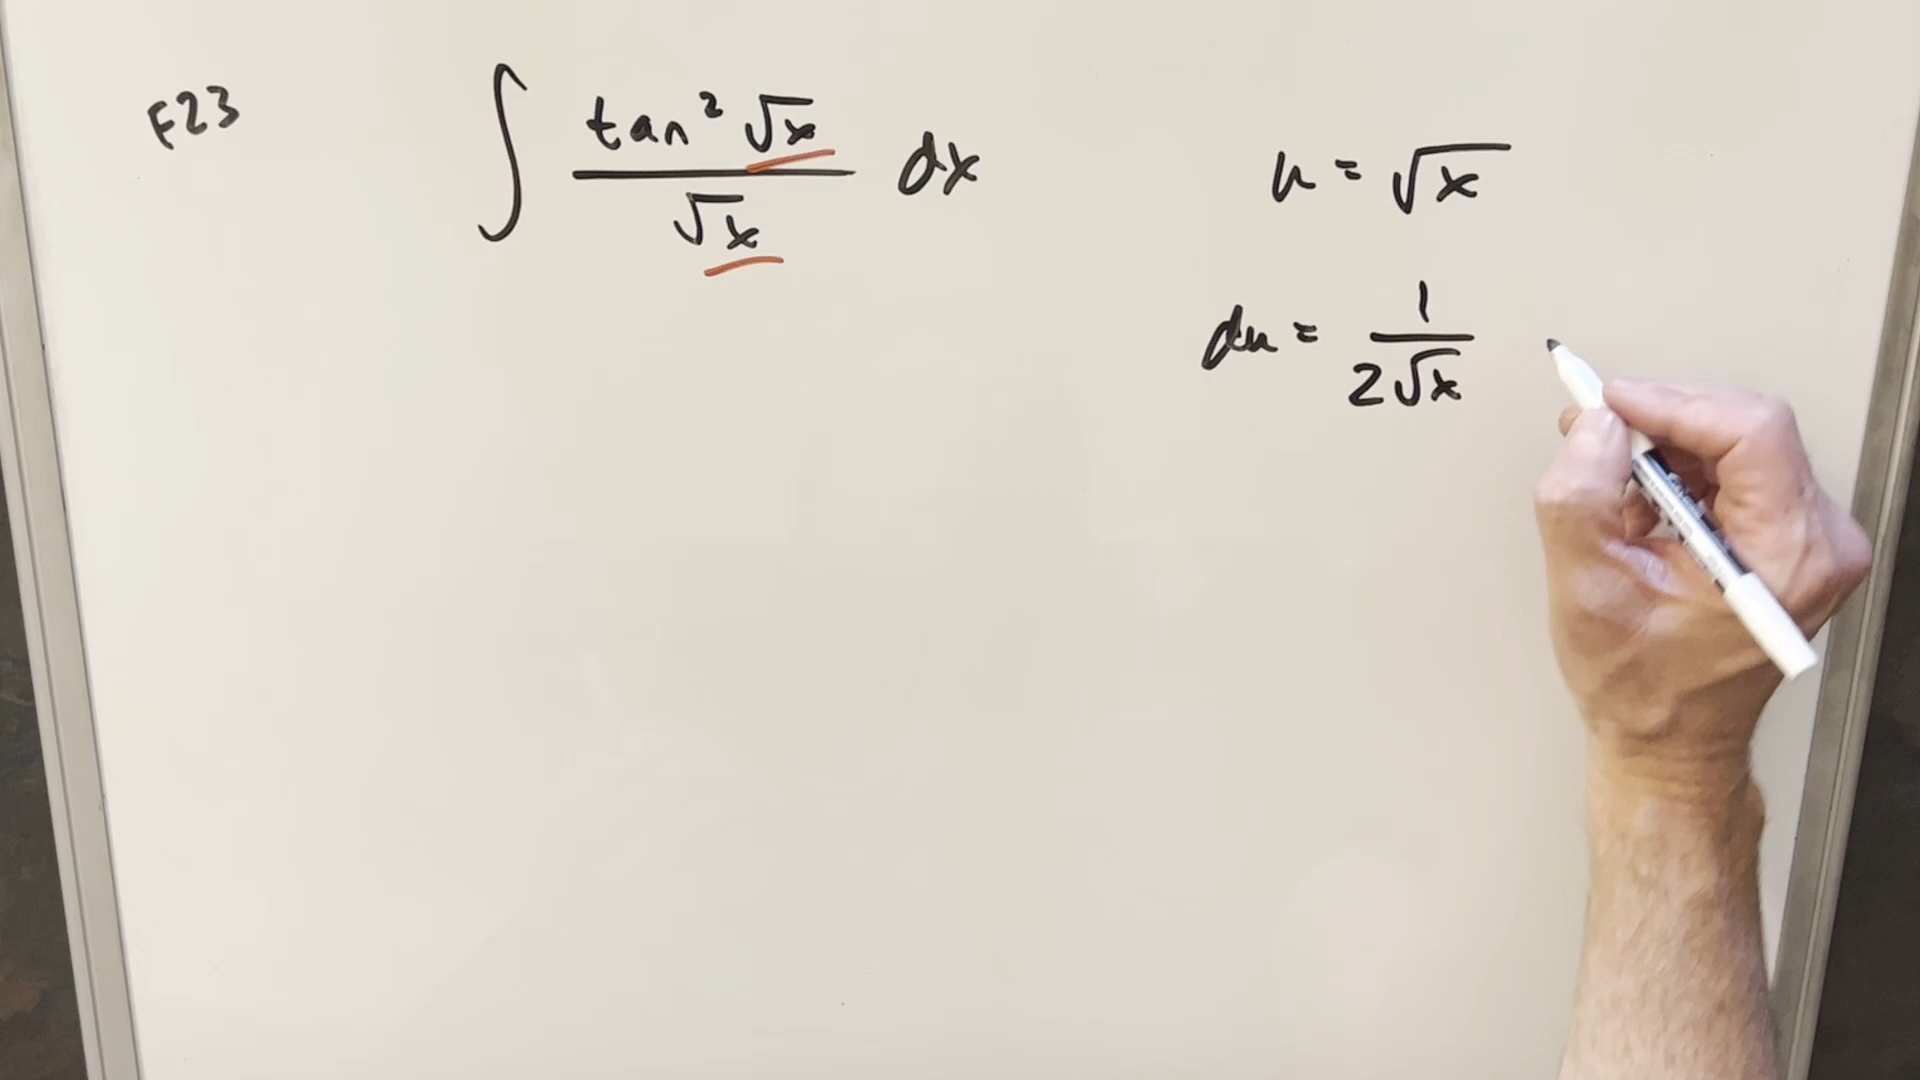 F23
∫ tan² √x / √x dx
u = √x
du = 1 / 2√x